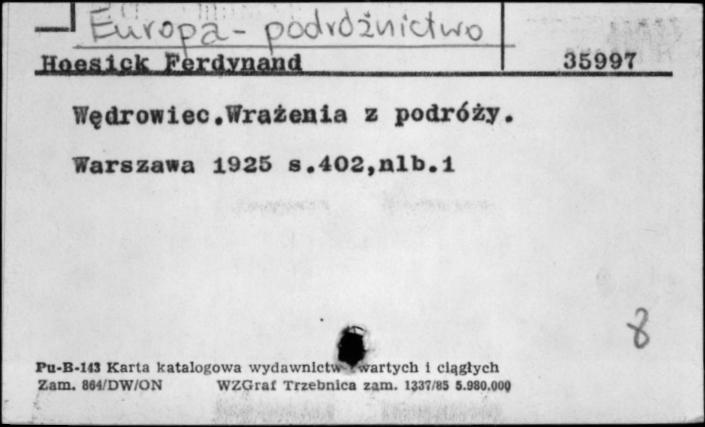 Europa - podróżnictwo
Hoesick Ferdynand 35997
Wędrowiec.Wrażenia z podróży.
Warszawa 1925 s.402,nlb.1
8
Pu-B-143 Karta katalogowa wydawnictw wartych i ciągłych
Zam. 864/DW/ON WZGraf Trzebnica zam. 1337/85 5.980.000